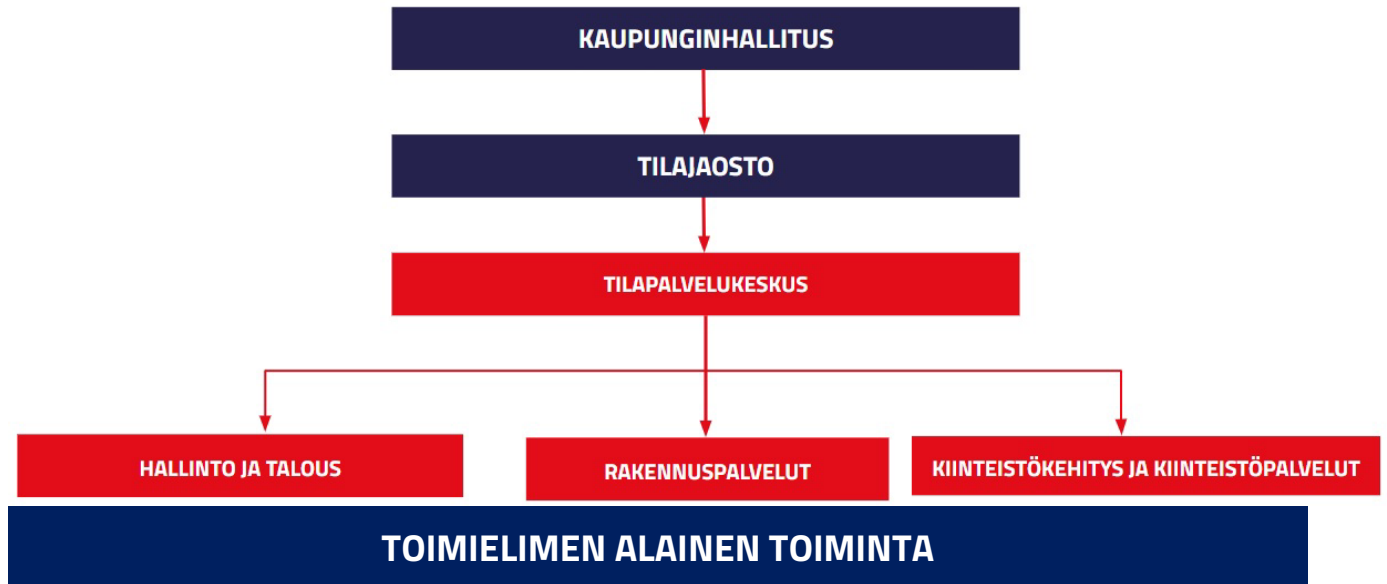 KAUPUNGINHALLITUS
TILAJAOSTO
TILAPALVELUKESKUS
HALLINTO JA TALOUS
RAKENNUSPALVELUT
KIINTEISTÖKEHITYS JA KIINTEISTÖPALVELUT
TOIMIELIMEN ALAINEN TOIMINTA